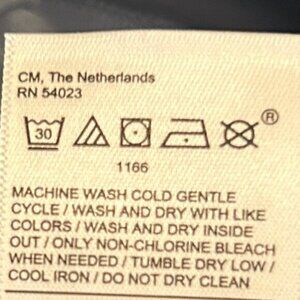 CM, The Netherlands
RN 54023
30
®
1166
MACHINE WASH COLD GENTLE
CYCLE / WASH AND DRY WITH LIKE
COLORS / WASH AND DRY INSIDE
OUT / ONLY NON-CHLORINE BLEACH
WHEN NEEDED / TUMBLE DRY LOW /
COOL IRON / DO NOT DRY CLEAN